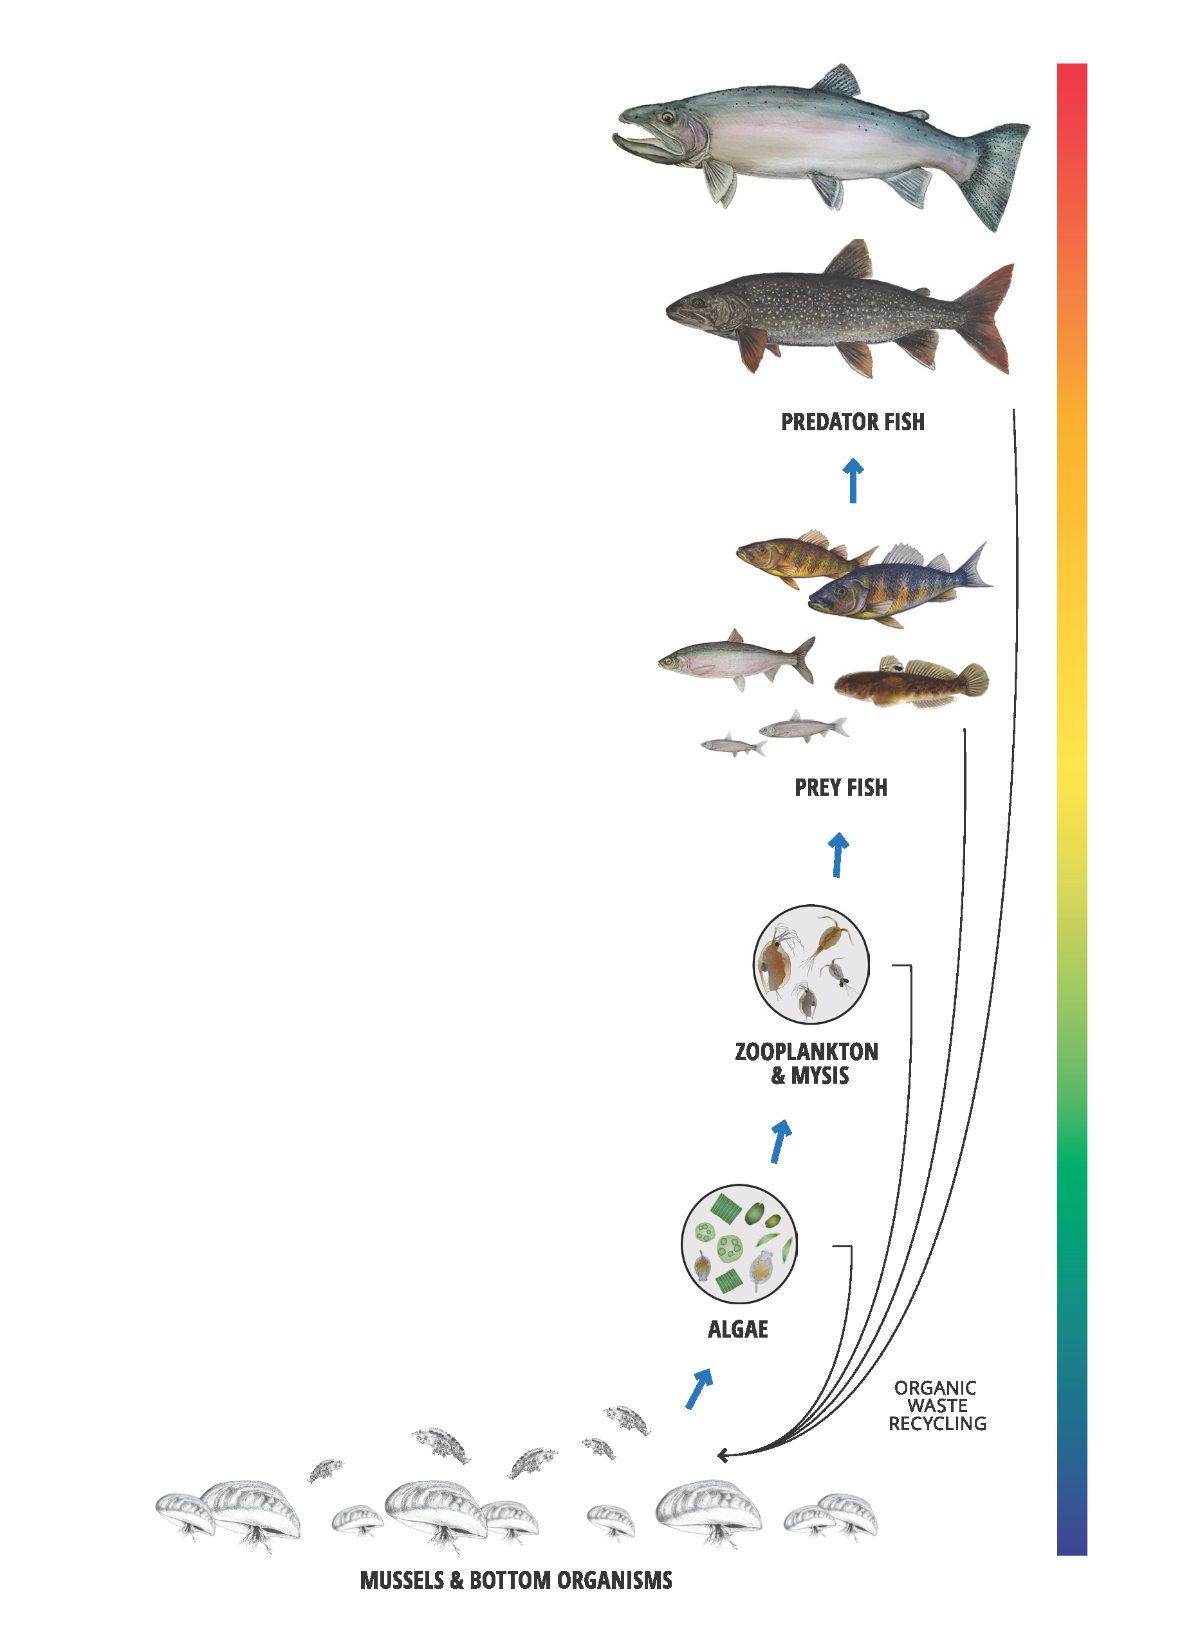 PREDATOR FISH
PREY FISH
ZOOPLANKTON
& MYSIS
ALGAE
ORGANIC
WASTE
RECYCLING
MUSSELS & BOTTOM ORGANISMS